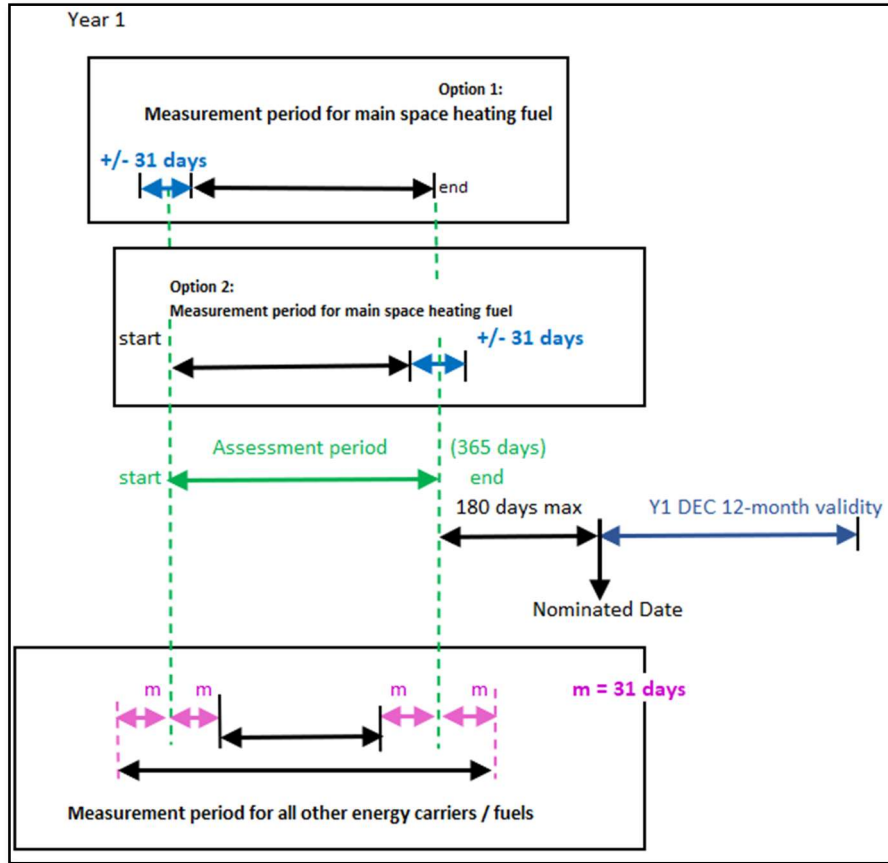 Year 1
Option 1:
Measurement period for main space heating fuel
+/- 31 days
end
Option 2:
Measurement period for main space heating fuel
start
+/- 31 days
Assessment period
(365 days)
start
end
180 days max
Y1 DEC 12-month validity
Nominated Date
m
m
m
m
m = 31 days
Measurement period for all other energy carriers / fuels